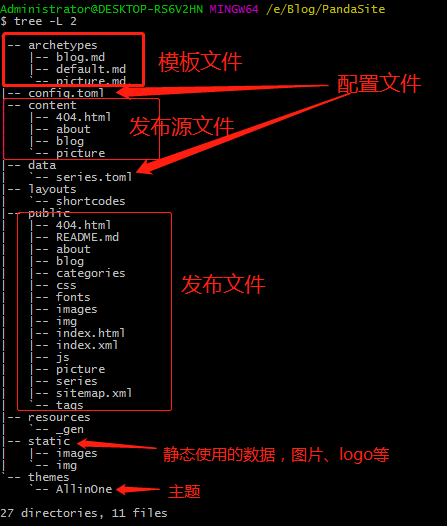 Administrator@DESKTOP-RS6V2HN MINGW64 /e/Blog/PandaSite
$ tree -L 2
.
|-- archetypes
|   |-- blog.md
|   |-- default.md
|   `-- picture.md
模板文件
|-- config.toml
配置文件
|-- content
|   |-- 404.html
|   |-- about
|   |-- blog
|   `-- picture
发布源文件
|-- data
|   `-- series.toml
|-- layouts
|   `-- shortcodes
|-- public
|   |-- 404.html
|   |-- README.md
|   |-- about
|   |-- blog
|   |-- categories
|   |-- css
|   |-- fonts
|   |-- images
|   |-- img
|   |-- index.html
|   |-- index.xml
|   |-- js
|   |-- picture
|   |-- series
|   |-- sitemap.xml
|   `-- tags
发布文件
|-- resources
|   `-- _gen
|-- static
|   |-- images
|   `-- img
静态使用的数据，图片、logo等
`-- themes
    `-- AllinOne
主题
27 directories, 11 files